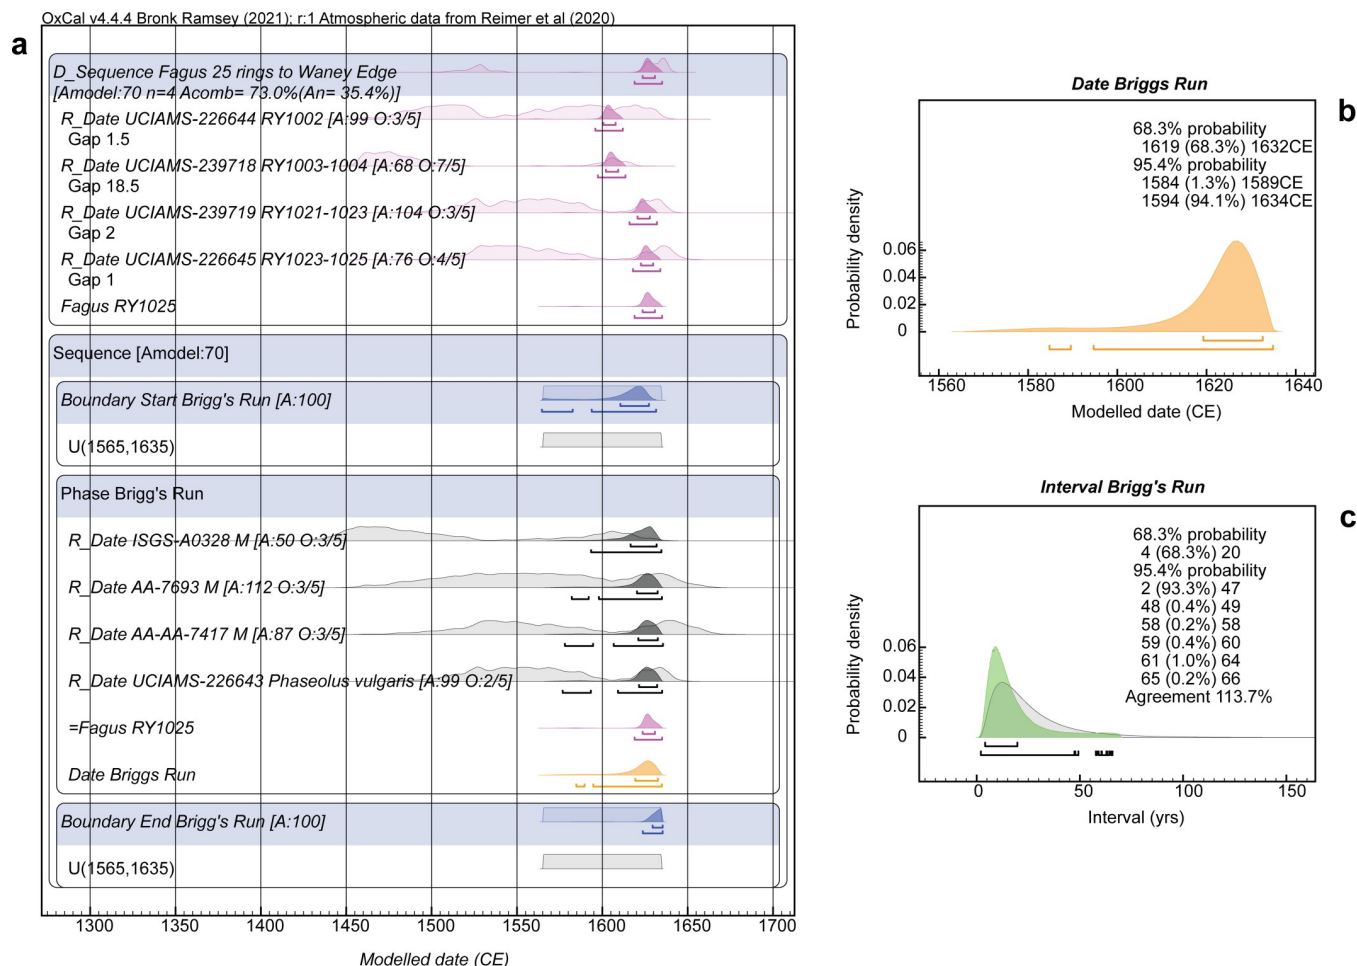 OxCal v4.4.4 Bronk Ramsey (2021); r:1 Atmospheric data from Reimer et al (2020)
a
D_Sequence Fagus 25 rings to Waney Edge
[Amodel:70 n=4 Acomb= 73.0%(An= 35.4%)]
R_Date UCIAMS-226644 RY1002 [A:99 O:3/5]
Gap 1.5
R_Date UCIAMS-239718 RY1003-1004 [A:68 O:7/5]
Gap 18.5
R_Date UCIAMS-239719 RY1021-1023 [A:104 O:3/5]
Gap 2
R_Date UCIAMS-226645 RY1023-1025 [A:76 O:4/5]
Gap 1
Fagus RY1025
Sequence [Amodel:70]
Boundary Start Brigg's Run [A:100]
U(1565,1635)
Phase Brigg's Run
R_Date ISGS-A0328 M [A:50 O:3/5]
R_Date AA-7693 M [A:112 O:3/5]
R_Date AA-AA-7417 M [A:87 O:3/5]
R_Date UCIAMS-226643 Phaseolus vulgaris [A:99 O:2/5]
=Fagus RY1025
Date Briggs Run
Boundary End Brigg's Run [A:100]
U(1565,1635)
1300 1350 1400 1450 1500 1550 1600 1650 1700
Modelled date (CE)
b
Date Briggs Run
68.3% probability
1619 (68.3%) 1632CE
95.4% probability
1584 (1.3%) 1589CE
1594 (94.1%) 1634CE
Probability density
0.06
0.04
0.02
0
1560 1580 1600 1620 1640
Modelled date (CE)
c
Interval Brigg's Run
68.3% probability
4 (68.3%) 20
95.4% probability
2 (93.3%) 47
48 (0.4%) 49
58 (0.2%) 58
59 (0.4%) 60
61 (1.0%) 64
65 (0.2%) 66
Agreement 113.7%
Probability density
0.06
0.04
0.02
0
0 50 100 150
Interval (yrs)